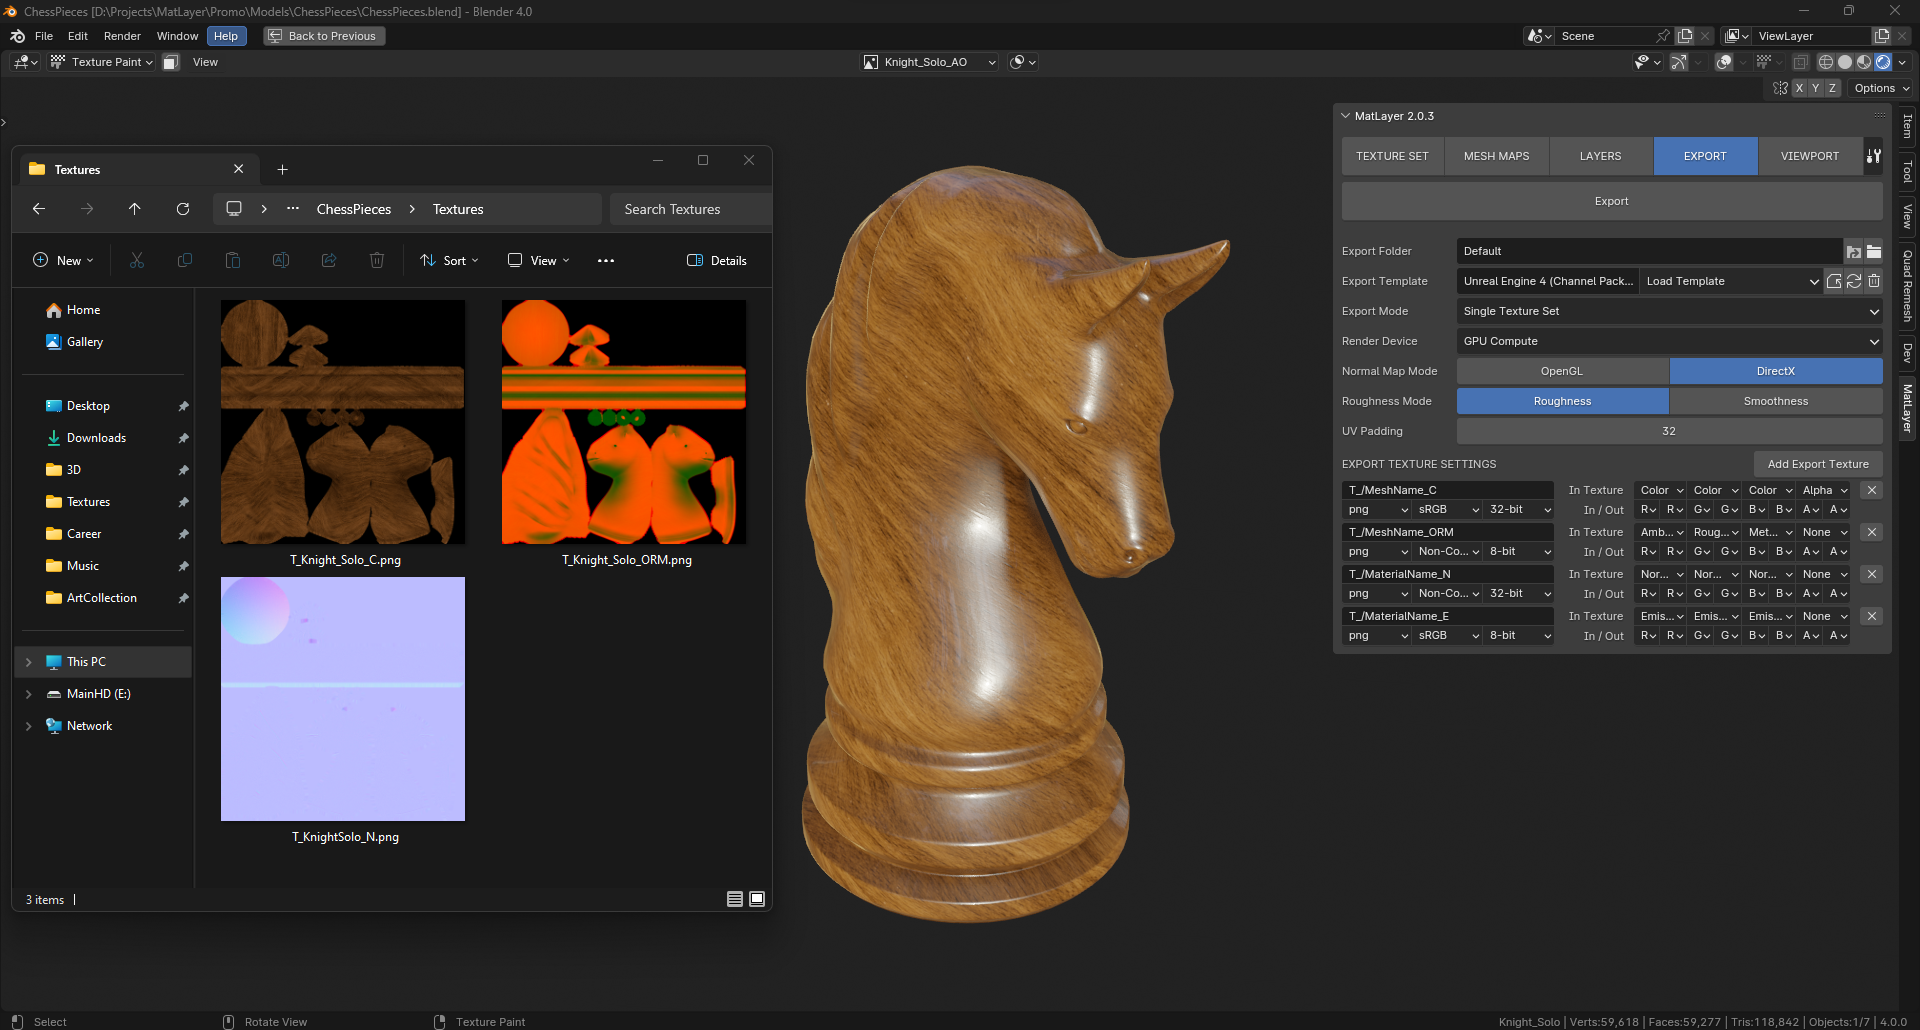 ChessPieces [D:\Projects\MatLayer\Promo\Models\ChessPieces\ChessPieces.blend] - Blender 4.0
File Edit Render Window Help Back to Previous
Scene
ViewLayer
Texture Paint View
Knight_Solo_AO
X Y Z Options
Textures
ChessPieces > Textures
Search Textures
New
Sort
View
Details
Home
Gallery
Desktop
Downloads
3D
Textures
Career
Music
ArtCollection
This PC
MainHD (E:)
Network
T_Knight_Solo_C.png
T_Knight_Solo_ORM.png
T_KnightSolo_N.png
3 items
MatLayer 2.0.3
TEXTURE SET MESH MAPS LAYERS EXPORT VIEWPORT
Export
Export Folder Default
Export Template Unreal Engine 4 (Channel Pack... Load Template
Export Mode Single Texture Set
Render Device GPU Compute
Normal Map Mode OpenGL DirectX
Roughness Mode Roughness Smoothness
UV Padding 32
EXPORT TEXTURE SETTINGS Add Export Texture
T_/MeshName_C In Texture Color Color Color Alpha
png sRGB 32-bit In / Out R R G G B B A A
T_/MeshName_ORM In Texture Amb... Roug... Met... None
png Non-Co... 8-bit In / Out R R G G B B A A
T_/MaterialName_N In Texture Nor... Nor... Nor... None
png Non-Co... 32-bit In / Out R R G G B B A A
T_/MaterialName_E In Texture Emis... Emis... Emis... None
png sRGB 8-bit In / Out R R G G B B A A
Item
Tool
View
Quad Remesh
Dev
MatLayer
Select
Rotate View
Texture Paint
Knight_Solo | Verts:59,618 | Faces:59,277 | Tris:118,842 | Objects:1/7 | 4.0.0